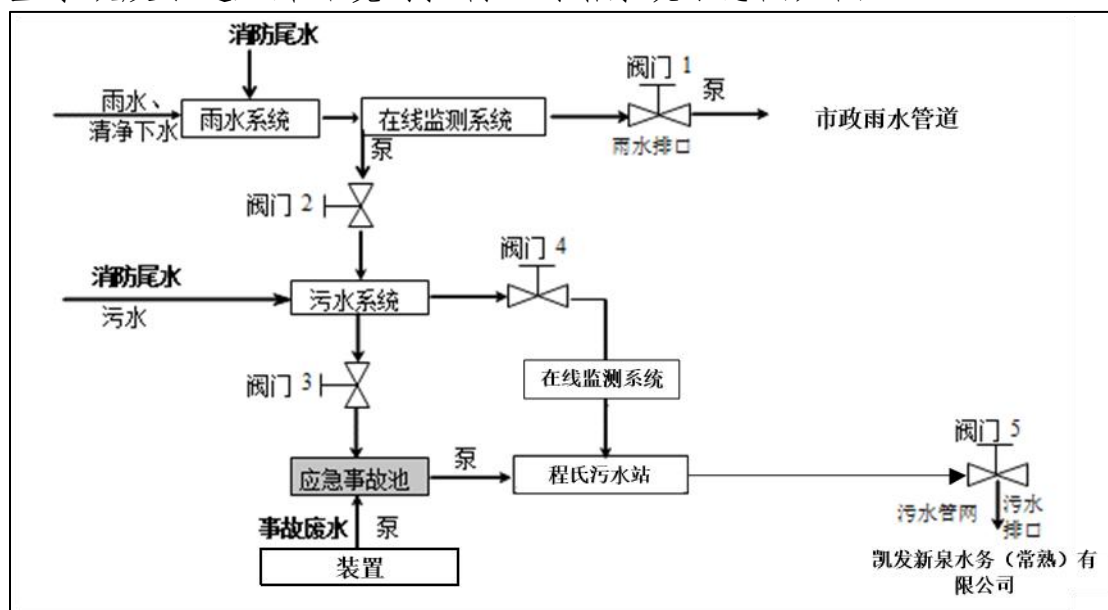 消防尾水
阀门 1
泵
雨水、
清净下水
雨水系统
在线监测系统
市政雨水管道
雨水排口
泵
阀门 2
阀门 4
消防尾水
污水
污水系统
阀门 3
在线监测系统
阀门 5
应急事故池
泵
程氏污水站
污水管网
污水
排口
事故废水
泵
装置
凯发新泉水务（常熟）有
限公司